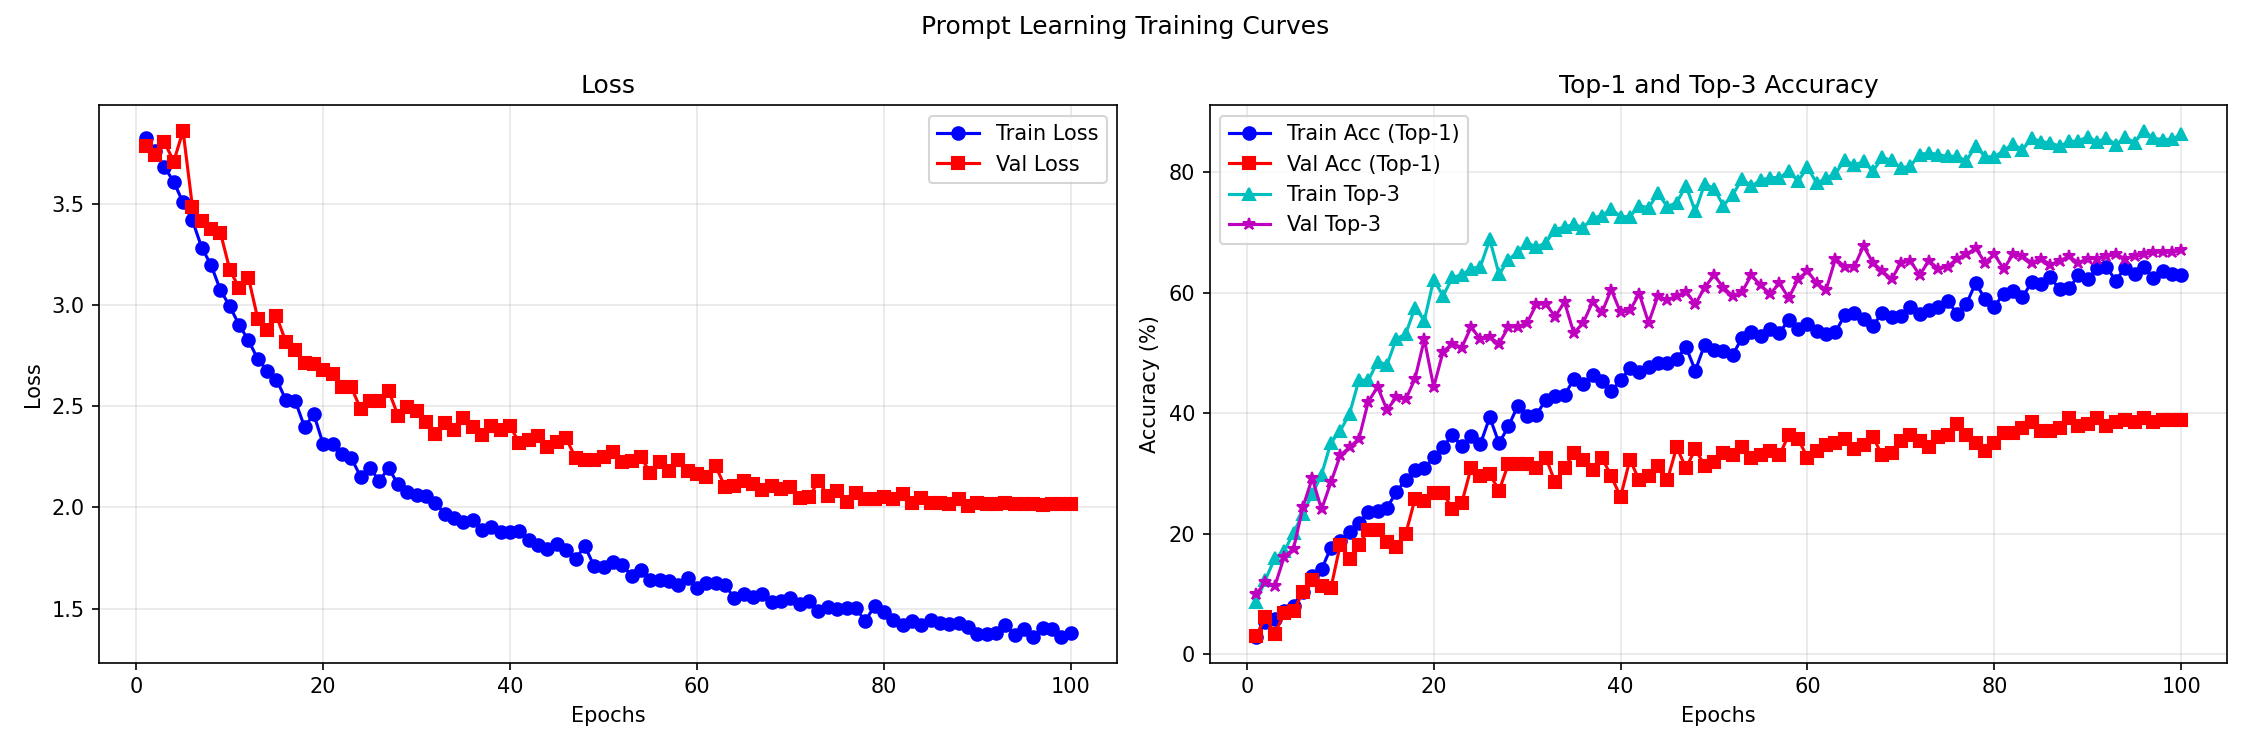 Prompt Learning Training Curves
Loss
Train Loss
Val Loss
Loss
3.5
3.0
2.5
2.0
1.5
0
20
40
60
80
100
Epochs
Top-1 and Top-3 Accuracy
Train Acc (Top-1)
Val Acc (Top-1)
Train Top-3
Val Top-3
Accuracy (%)
80
60
40
20
0
0
20
40
60
80
100
Epochs